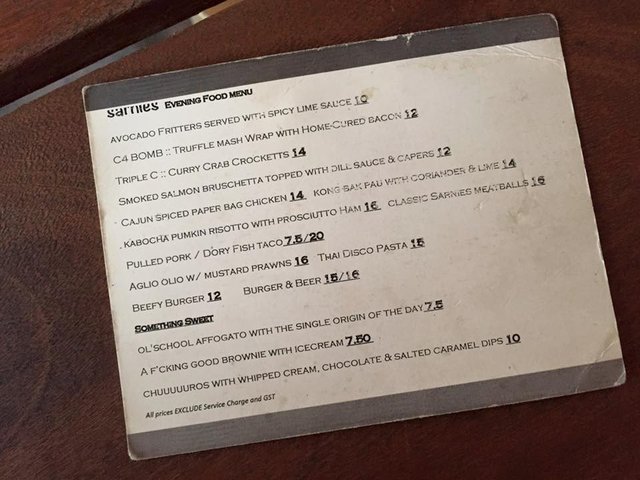 sarnies EVENING FOOD MENU
AVOCADO FRITTERS SERVED WITH SPICY LIME SAUCE 10
C4 BOMB :: TRUFFLE MASH WRAP WITH HOME-CURED BACON 12
TRIPLE C :: CURRY CRAB CROCKETTS 14
SMOKED SALMON BRUSCHETTA TOPPED WITH DILL SAUCE & CAPERS 12
CAJUN SPICED PAPER BAG CHICKEN 14 KONG BAK PAU WITH CORIANDER & LIME 14
KABOCHA PUMKIN RISOTTO WITH PROSCIUTTO HAM 16 CLASSIC SARNIES MEATBALLS 16
PULLED PORK / DORY FISH TACO 7.5/20
AGLIO OLIO W/ MUSTARD PRAWNS 16 THAI DISCO PASTA 15
BEEFY BURGER 12 BURGER & BEER 15/16
SOMETHING SWEET
OL'SCHOOL AFFOGATO WITH THE SINGLE ORIGIN OF THE DAY 7.5
A F*CKING GOOD BROWNIE WITH ICECREAM 7.50
CHUUUUUROS WITH WHIPPED CREAM, CHOCOLATE & SALTED CARAMEL DIPS 10
All prices EXCLUDE Service Charge and GST